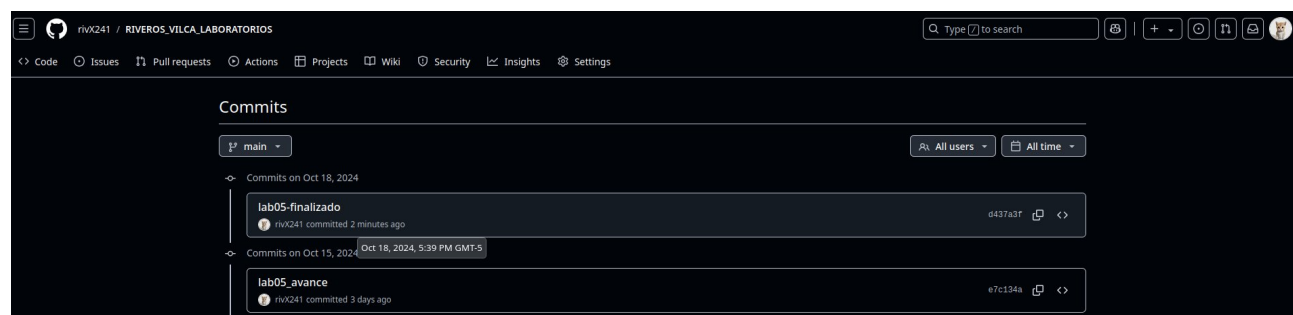 rivX241 / RIVEROS_VILCA_LABORATORIOS
Type / to search
Code Issues Pull requests Actions Projects Wiki Security Insights Settings
Commits
main
All users All time
Commits on Oct 18, 2024
lab05-finalizado
d437a3f
rivX241 committed 2 minutes ago
Oct 18, 2024, 5:39 PM GMT-5
Commits on Oct 15, 2024
lab05_avance
e7c134a
rivX241 committed 3 days ago